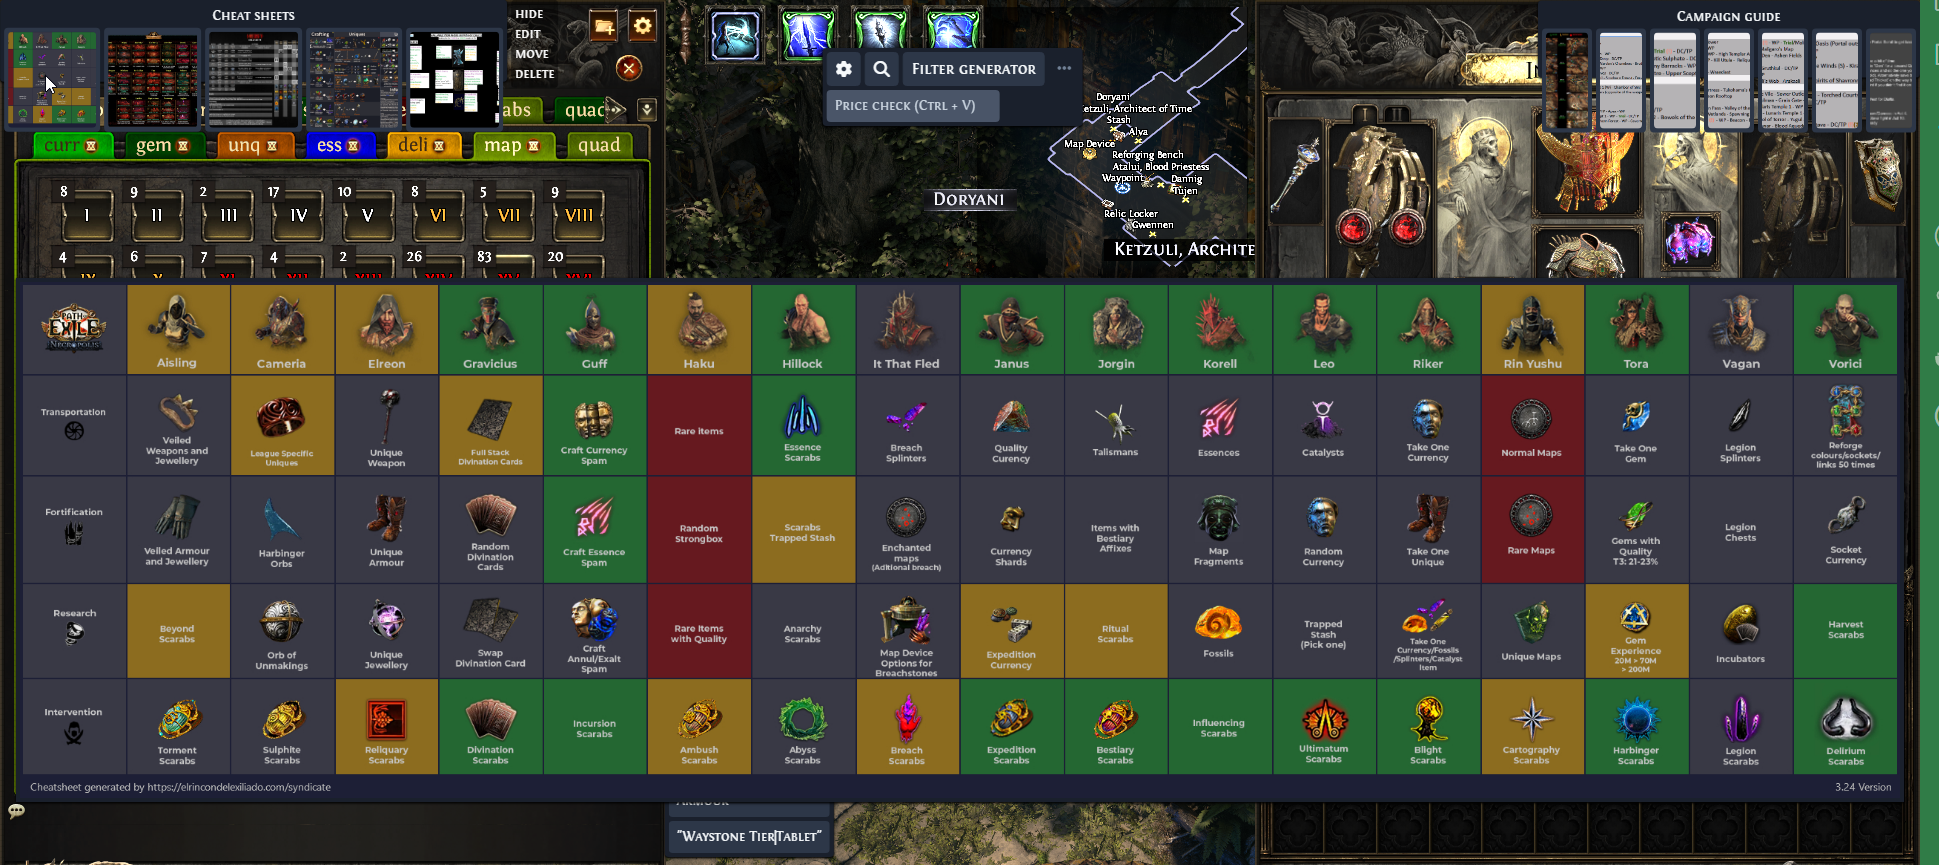 Cheat sheets
HIDE
EDIT
MOVE
DELETE
Filter generator
Price check (Ctrl + V)
Campaign guide
abs
quad
curr
gem
unq
ess
deli
map
quad
8 9 2 17 10 8 5 9
I II III IV V VI VII VIII
4 6 7 4 2 26 83 20
Doryani
Ketzuli, Architect of Time
Stash
Alva
Map Device
Reforging Bench
Atalui, Blood Priestess
Waypoint
Dannig
Tujen
Relic Locker
Gwennen
Doryani
Ketzuli, Archite
PATH OF EXILE
NECROPOLIS
Aisling
Cameria
Elreon
Gravicius
Guff
Haku
Hillock
It That Fled
Janus
Jorgin
Korell
Leo
Riker
Rin Yushu
Tora
Vagan
Vorici
Transportation
Veiled
Weapons and
Jewellery
League Specific
Uniques
Unique
Weapon
Full Stack
Divination Cards
Craft Currency
Spam
Rare Items
Essence
Scarabs
Breach
Splinters
Quality
Curency
Talismans
Essences
Catalysts
Take One
Currency
Normal Maps
Take One
Gem
Legion
Splinters
Reforge
colours/sockets/
links 50 times
Fortification
Veiled Armour
and Jewellery
Harbinger
Orbs
Unique
Armour
Random
Divination
Cards
Craft Essence
Spam
Random
Strongbox
Scarabs
Trapped Stash
Enchanted
maps
(Aditional breach)
Currency
Shards
Items with
Bestiary
Affixes
Map
Fragments
Random
Currency
Take One
Unique
Rare Maps
Gems with
Quality
T3: 21-23%
Legion
Chests
Socket
Currency
Research
Beyond
Scarabs
Orb of
Unmakings
Unique
Jewellery
Swap
Divination Card
Craft
Annul/Exalt
Spam
Rare Items
with Quality
Anarchy
Scarabs
Map Device
Options for
Breachstones
Expedition
Currency
Ritual
Scarabs
Fossils
Trapped
Stash
(Pick one)
Take One
Currency/Fossils
/Splinters/Catalyst
Item
Unique Maps
Gem
Experience
20M > 70M
> 200M
Incubators
Harvest
Scarabs
Intervention
Torment
Scarabs
Sulphite
Scarabs
Reliquary
Scarabs
Divination
Scarabs
Incursion
Scarabs
Ambush
Scarabs
Abyss
Scarabs
Breach
Scarabs
Expedition
Scarabs
Bestiary
Scarabs
Influencing
Scarabs
Ultimatum
Scarabs
Blight
Scarabs
Cartography
Scarabs
Harbinger
Scarabs
Legion
Scarabs
Delirium
Scarabs
Cheatsheet generated by https://elrincondelexiliado.com/syndicate
3.24 Version
"Waystone Tier|Tablet"